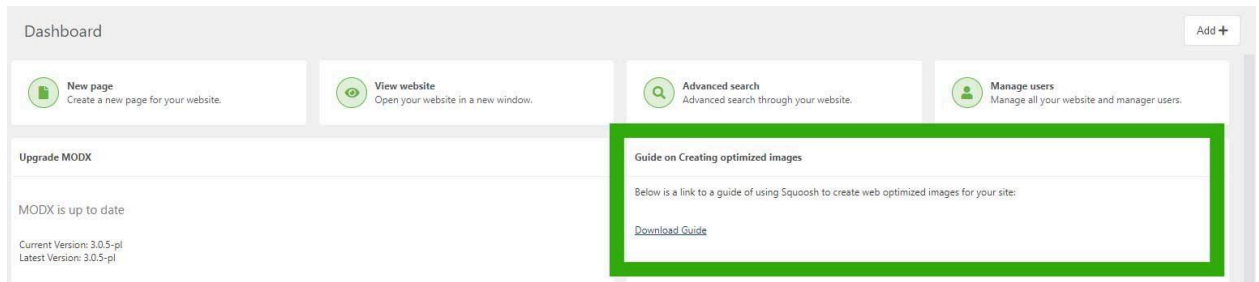 Dashboard
Add +
New page
Create a new page for your website.
View website
Open your website in a new window.
Advanced search
Advanced search through your website.
Manage users
Manage all your website and manager users.
Upgrade MODX
MODX is up to date
Current Version: 3.0.5-pl
Latest Version: 3.0.5-pl
Guide on Creating optimized images
Below is a link to a guide of using Squoosh to create web optimized images for your site:
Download Guide